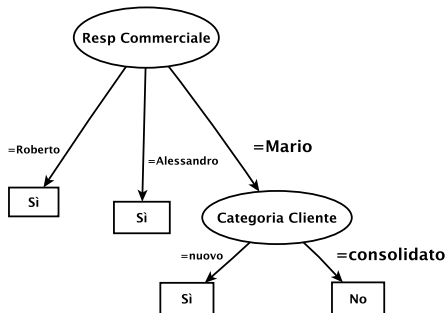 Resp Commerciale
=Roberto
=Alessandro
=Mario
Sì
Sì
Categoria Cliente
=nuovo
=consolidato
Sì
No